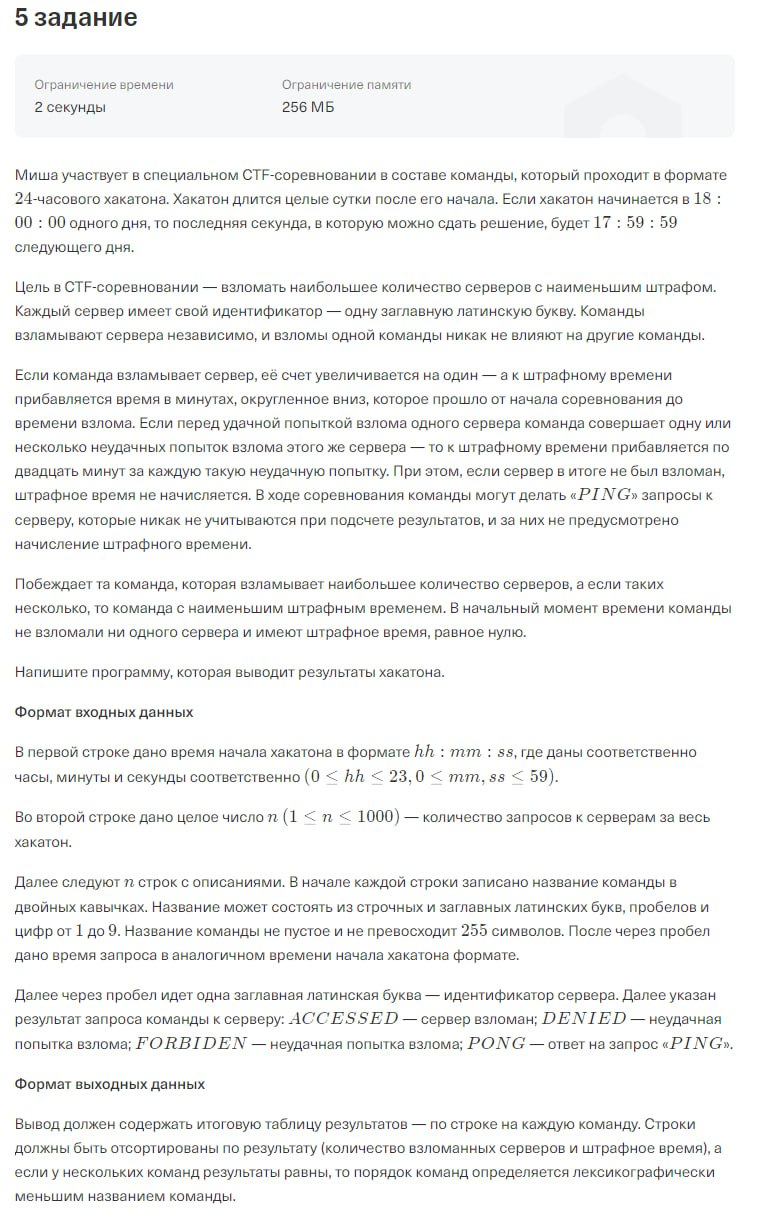 5 задание
Ограничение времени
Ограничение памяти
2 секунды
256 МБ
Миша участвует в специальном CTF-соревновании в составе команды, который проходит в формате
24-часового хакатона. Хакатон длится целые сутки после его начала. Если хакатон начинается в 18 :
00 : 00 одного дня, то последняя секунда, в которую можно сдать решение, будет 17 : 59 : 59
следующего дня.
Цель в CTF-соревновании — взломать наибольшее количество серверов с наименьшим штрафом.
Каждый сервер имеет свой идентификатор — одну заглавную латинскую букву. Команды
взламывают сервера независимо, и взломы одной команды никак не влияют на другие команды.
Если команда взламывает сервер, её счет увеличивается на один — а к штрафному времени
прибавляется время в минутах, округленное вниз, которое прошло от начала соревнования до
времени взлома. Если перед удачной попыткой взлома одного сервера команда совершает одну или
несколько неудачных попыток взлома этого же сервера — то к штрафному времени прибавляется по
двадцать минут за каждую такую неудачную попытку. При этом, если сервер в итоге не был взломан,
штрафное время не начисляется. В ходе соревнования команды могут делать «PING» запросы к
серверу, которые никак не учитываются при подсчете результатов, и за них не предусмотрено
начисление штрафного времени.
Побеждает та команда, которая взламывает наибольшее количество серверов, а если таких
несколько, то команда с наименьшим штрафным временем. В начальный момент времени команды
не взломали ни одного сервера и имеют штрафное время, равное нулю.
Напишите программу, которая выводит результаты хакатона.
Формат входных данных
В первой строке дано время начала хакатона в формате hh : mm : ss, где даны соответственно
часы, минуты и секунды соответственно (0 ≤ hh ≤ 23, 0 ≤ mm, ss ≤ 59).
Во второй строке дано целое число n (1 ≤ n ≤ 1000) — количество запросов к серверам за весь
хакатон.
Далее следуют n строк с описаниями. В начале каждой строки записано название команды в
двойных кавычках. Название может состоять из строчных и заглавных латинских букв, пробелов и
цифр от 1 до 9. Название команды не пустое и не превосходит 255 символов. После через пробел
дано время запроса в аналогичном времени начала хакатона формате.
Далее через пробел идет одна заглавная латинская буква — идентификатор сервера. Далее указан
результат запроса команды к серверу: ACCESSED — сервер взломан; DENIED — неудачная
попытка взлома; FORBIDEN — неудачная попытка взлома; PONG — ответ на запрос «PING».
Формат выходных данных
Вывод должен содержать итоговую таблицу результатов — по строке на каждую команду. Строки
должны быть отсортированы по результату (количество взломанных серверов и штрафное время), а
если у нескольких команд результаты равны, то порядок команд определяется лексикографически
меньшим названием команды.